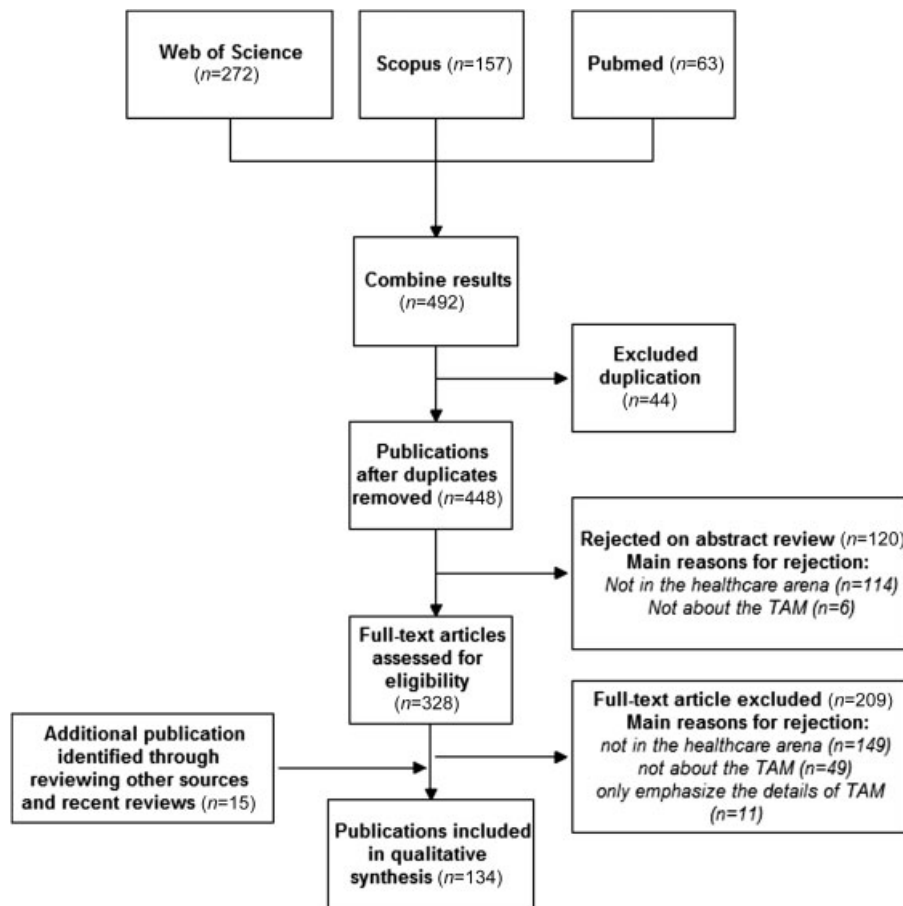 Web of Science
(n=272)
Scopus (n=157)
Pubmed (n=63)
Combine results
(n=492)
Excluded
duplication
(n=44)
Publications
after duplicates
removed (n=448)
Rejected on abstract review (n=120)
Main reasons for rejection:
Not in the healthcare arena (n=114)
Not about the TAM (n=6)
Full-text articles
assessed for
eligibility
(n=328)
Full-text article excluded (n=209)
Main reasons for rejection:
not in the healthcare arena (n=149)
not about the TAM (n=49)
only emphasize the details of TAM
(n=11)
Additional publication
identified through
reviewing other sources
and recent reviews (n=15)
Publications included
in qualitative
synthesis (n=134)